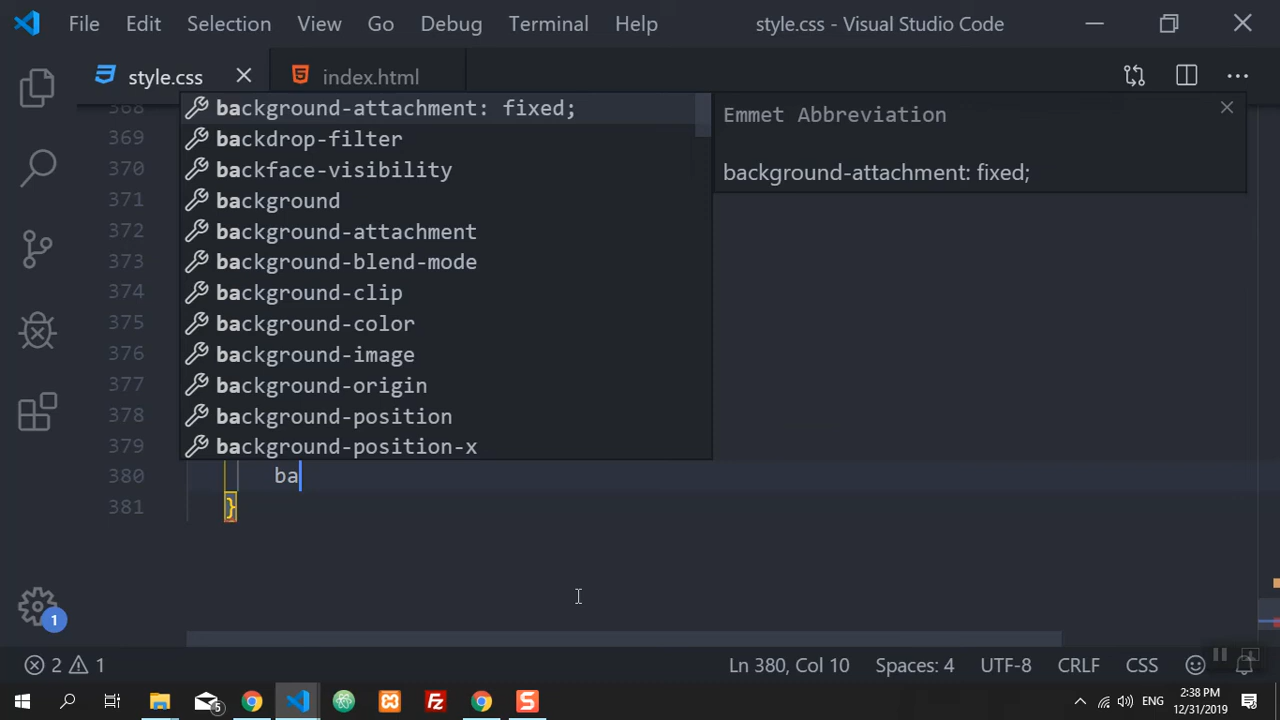 File Edit Selection View Go Debug Terminal Help style.css - Visual Studio Code
style.css index.html
368
background-attachment: fixed;
Emmet Abbreviation
369
backdrop-filter
370
backface-visibility
background-attachment: fixed;
371
background
372
background-attachment
373
background-blend-mode
374
background-clip
375
background-color
376
background-image
377
background-origin
378
background-position
379
background-position-x
380
ba
381
}
1
2 1 Ln 380, Col 10 Spaces: 4 UTF-8 CRLF CSS
5 ENG 2:38 PM
12/31/2019